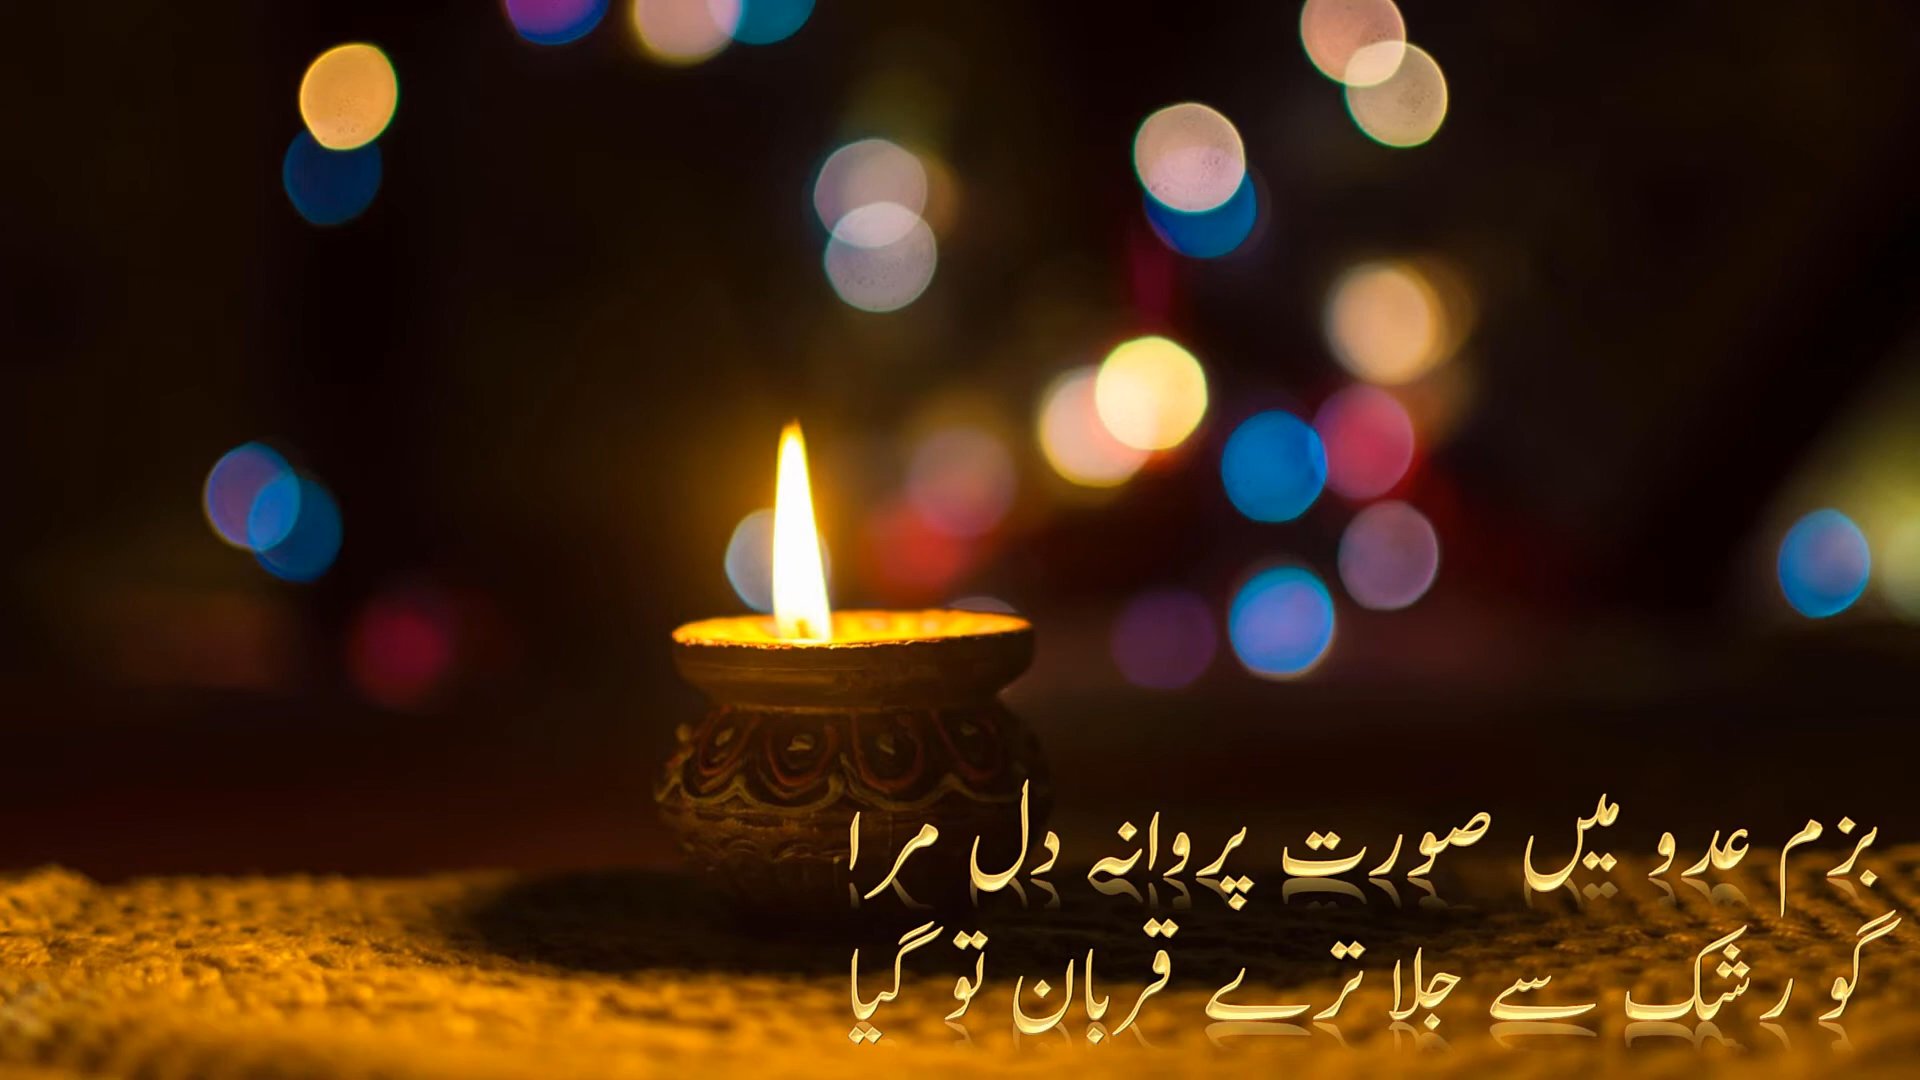 بزم عدو میں صورت پروانہ دل مرا
گو رشک سے جلا ترے قربان تو گیا